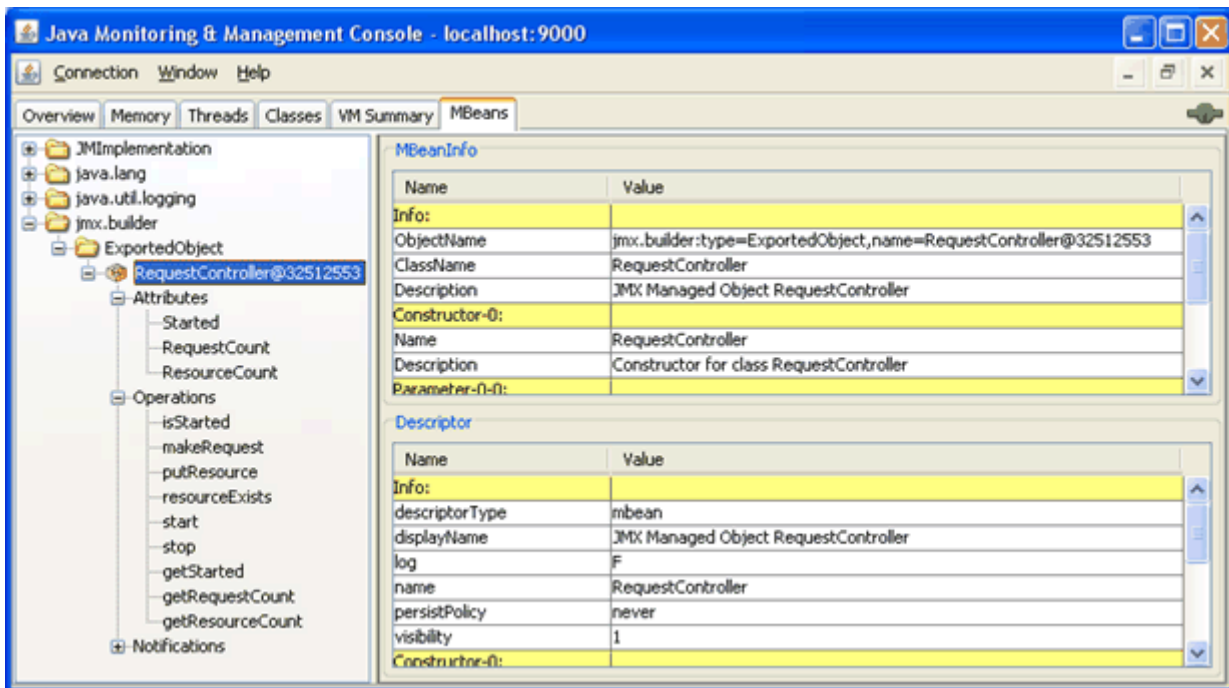 Java Monitoring & Management Console - localhost:9000
Connection Window Help
Overview Memory Threads Classes VM Summary MBeans
JMImplementation
java.lang
java.util.logging
jmx.builder
ExportedObject
RequestController@32512553
Attributes
Started
RequestCount
ResourceCount
Operations
isStarted
makeRequest
putResource
resourceExists
start
stop
getStarted
getRequestCount
getResourceCount
Notifications
MBeanInfo
Name Value
Info:
ObjectName jmx.builder:type=ExportedObject,name=RequestController@32512553
ClassName RequestController
Description JMX Managed Object RequestController
Constructor-0:
Name RequestController
Description Constructor for class RequestController
Parameter-0-0:
Descriptor
Name Value
Info:
descriptorType mbean
displayName JMX Managed Object RequestController
log F
name RequestController
persistPolicy never
visibility 1
Constructor-0: